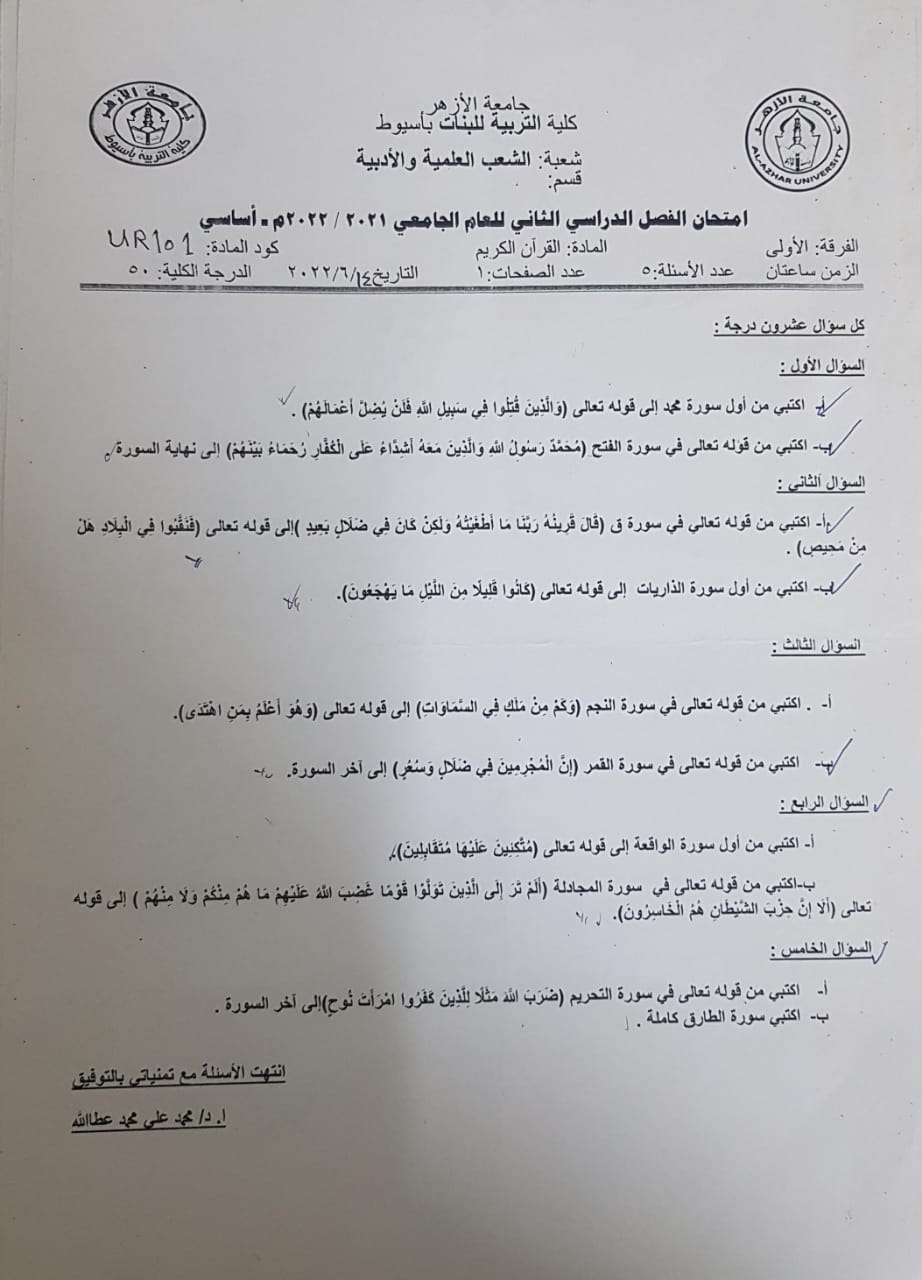 جامعة الأزهر
كلية التربية بأسيوط
جامعة الأزهر
كلية التربية للبنات بأسيوط
شعبة: الشعب العلمية والأدبية
قسم:
جامعة الأزهر
AL-AZHAR UNIVERSITY
امتحان الفصل الدراسي الثاني للعام الجامعي ٢٠٢١ / ٢٠٢٢م - أساسي
الفرقة: الأولى المادة: القرآن الكريم كود المادة: UR101
الزمن ساعتان عدد الأسئلة: ٥ عدد الصفحات: ١ التاريخ ١٤/٦/٢٠٢٢ الدرجة الكلية: ٥٠
كل سؤال عشرون درجة :
السؤال الأول :
أ- اكتبي من أول سورة محمد إلى قوله تعالى (وَالَّذِينَ قُتِلُوا فِي سَبِيلِ اللَّهِ فَلَنْ يُضِلَّ أَعْمَالَهُمْ) .
ب- اكتبي من قوله تعالى في سورة الفتح (مُحَمَّدٌ رَسُولُ اللَّهِ وَالَّذِينَ مَعَهُ أَشِدَّاءُ عَلَى الْكُفَّارِ رُحَمَاءُ بَيْنَهُمْ) إلى نهاية السورة.
السؤال الثاني :
أ- اكتبي من قوله تعالي في سورة ق (قَالَ قَرِينُهُ رَبَّنَا مَا أَطْغَيْتُهُ وَلَكِنْ كَانَ فِي ضَلَالٍ بَعِيدٍ )إلى قوله تعالى (فَنَقَّبُوا فِي الْبِلَادِ هَلْ
مِنْ مَحِيصٍ) .
ب- اكتبي من أول سورة الذاريات إلى قوله تعالى (كَانُوا قَلِيلًا مِنَ اللَّيْلِ مَا يَهْجَعُونَ).
السؤال الثالث :
أ- . اكتبي من قوله تعالى في سورة النجم (وَكَمْ مِنْ مَلَكٍ فِي السَّمَاوَاتِ) إلى قوله تعالى (وَهُوَ أَعْلَمُ بِمَنِ اهْتَدَى).
ب- اكتبي من قوله تعالى في سورة القمر (إِنَّ الْمُجْرِمِينَ فِي ضَلَالٍ وَسُعُرٍ) إلى آخر السورة.
السؤال الرابع :
أ- اكتبي من أول سورة الواقعة إلى قوله تعالى (مُتَّكِئِينَ عَلَيْهَا مُتَقَابِلِينَ).
ب-اكتبي من قوله تعالى في سورة المجادلة (أَلَمْ تَرَ إِلَى الَّذِينَ تَوَلَّوْا قَوْمًا غَضِبَ اللَّهُ عَلَيْهِمْ مَا هُمْ مِنْكُمْ وَلَا مِنْهُمْ ) إلى قوله
تعالى (أَلَا إِنَّ حِزْبَ الشَّيْطَانِ هُمُ الْخَاسِرُونَ).
السؤال الخامس :
أ- اكتبي من قوله تعالى في سورة التحريم (ضَرَبَ اللَّهُ مَثَلًا لِلَّذِينَ كَفَرُوا امْرَأَتَ نُوحٍ)إلى آخر السورة .
ب- اكتبي سورة الطارق كاملة .
انتهت الأسئلة مع تمنياتي بالتوفيق
ا. د/ محمد على محمد عطاالله